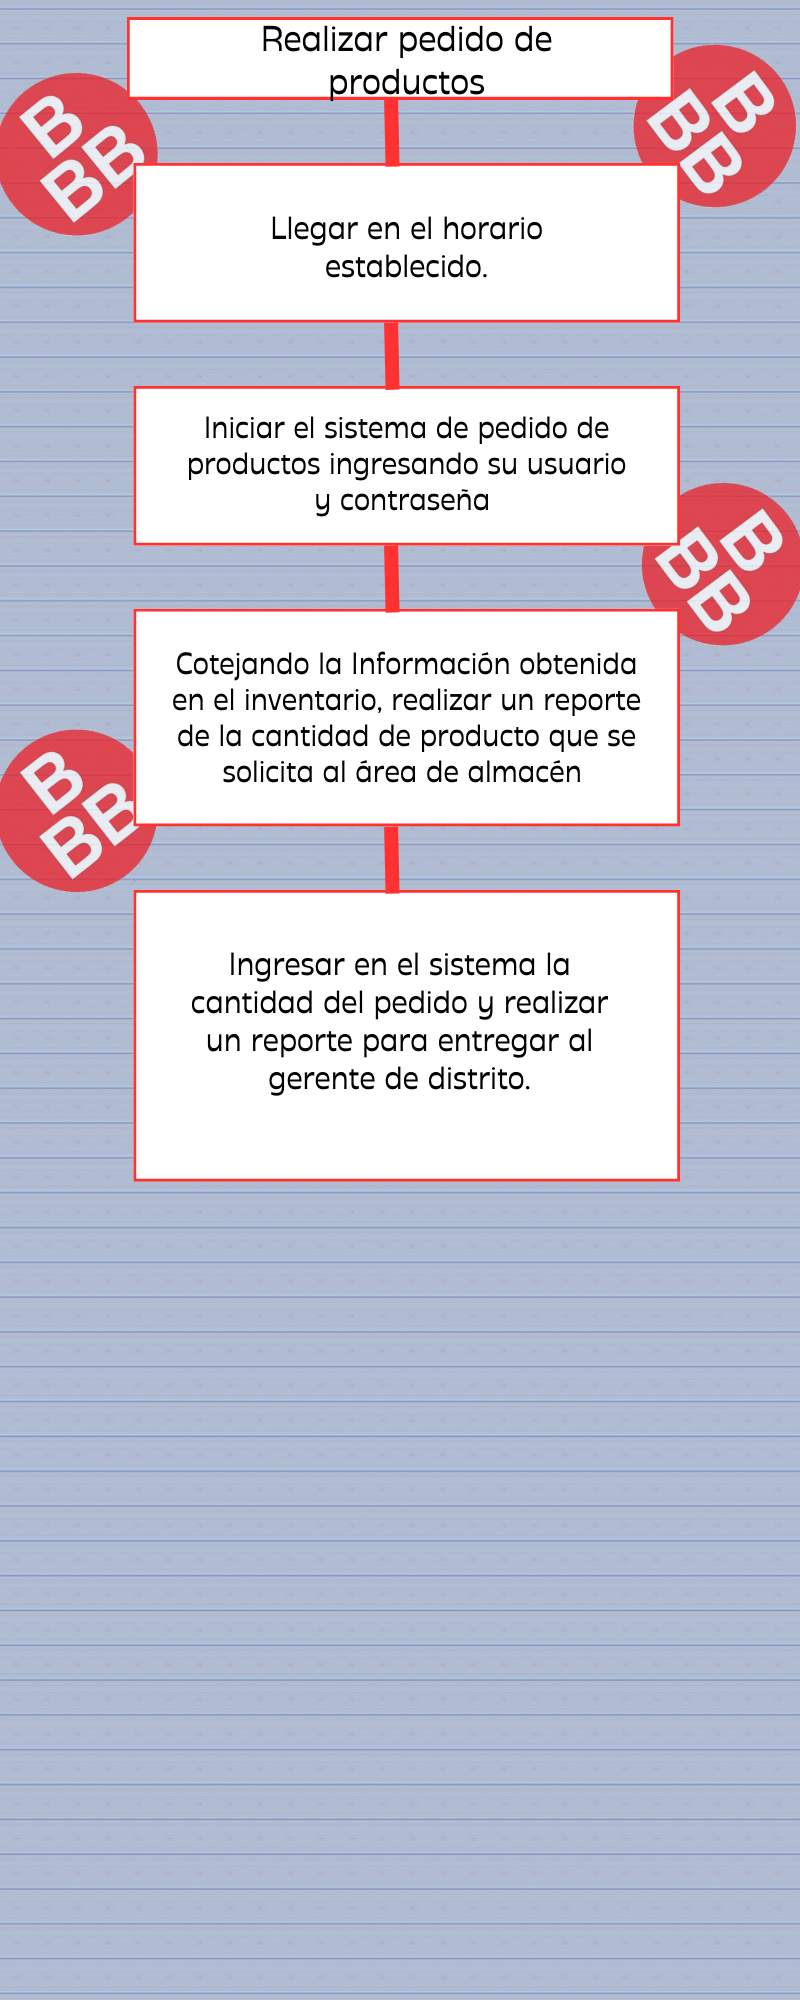 Realizar pedido de
productos
B
BB
B
BB
Llegar en el horario
establecido.
Iniciar el sistema de pedido de
productos ingresando su usuario
y contraseña
B
BB
Cotejando la Información obtenida
en el inventario, realizar un reporte
de la cantidad de producto que se
solicita al área de almacén
B
BB
Ingresar en el sistema la
cantidad del pedido y realizar
un reporte para entregar al
gerente de distrito.